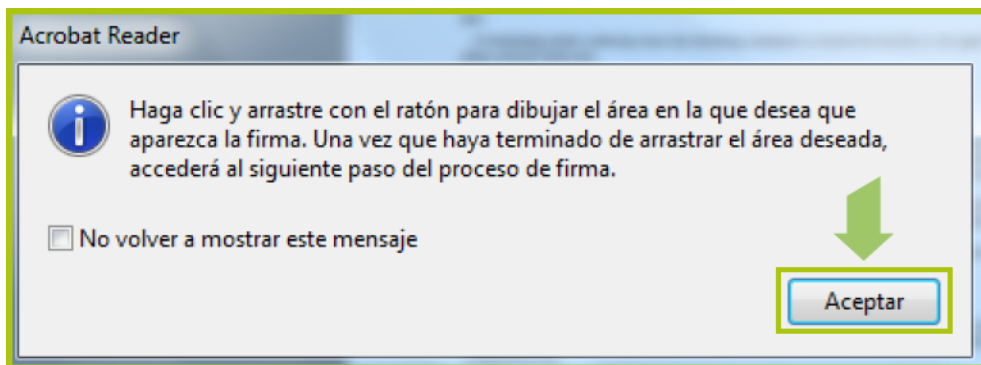 Acrobat Reader
Haga clic y arrastre con el ratón para dibujar el área en la que desea que
aparezca la firma. Una vez que haya terminado de arrastrar el área deseada,
accederá al siguiente paso del proceso de firma.
No volver a mostrar este mensaje
Aceptar